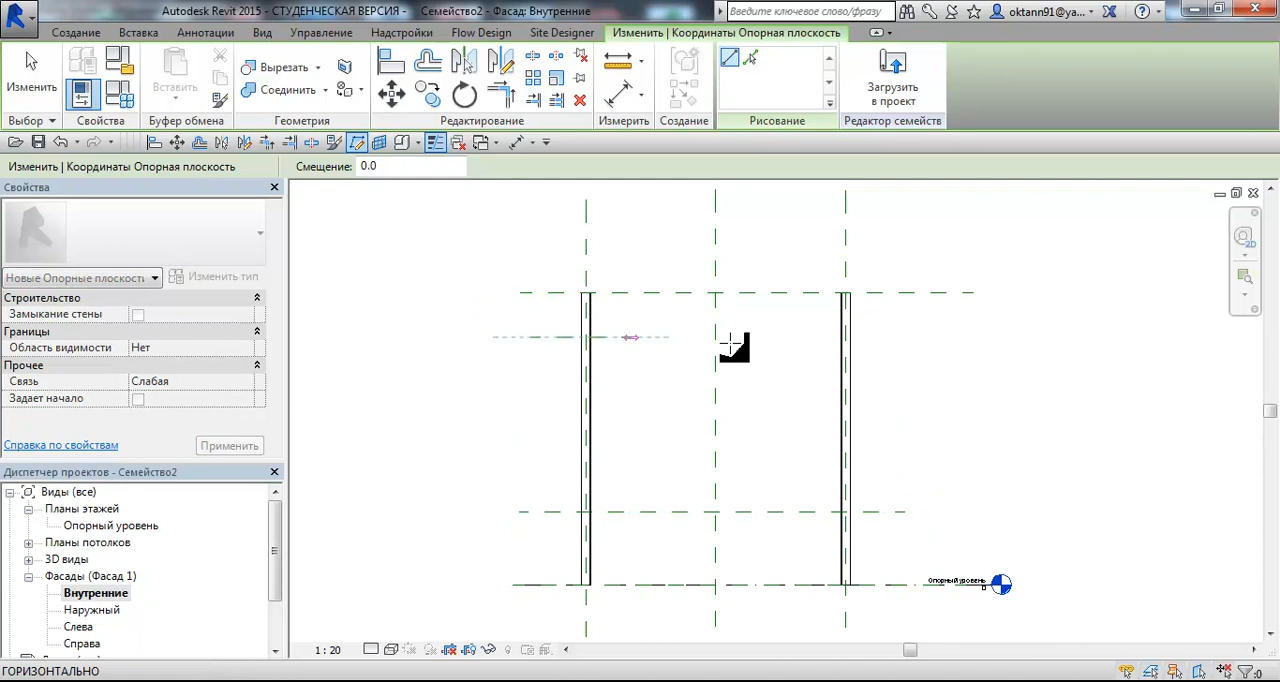 Autodesk Revit 2015 - СТУДЕНЧЕСКАЯ ВЕРСИЯ - Семейство2 - Фасад: Внутренние
Введите ключевое слово/фразу
oktann91@ya...
Создание
Вставка
Аннотации
Вид
Управление
Надстройки
Flow Design
Site Designer
Изменить | Координаты Опорная плоскость
Изменить
Вставить
Вырезать
Соединить
Загрузить
в проект
Выбор
Свойства
Буфер обмена
Геометрия
Редактирование
Измерить
Создание
Рисование
Редактор семейств
Изменить | Координаты Опорная плоскость
Смещение: 0.0
Свойства
Новые Опорные плоскость
Изменить тип
Строительство
Замыкание стены
Границы
Область видимости Нет
Прочее
Связь Слабая
Задает начало
Справка по свойствам
Применить
Диспетчер проектов - Семейство2
Виды (все)
Планы этажей
Опорный уровень
Планы потолков
3D виды
Фасады (Фасад 1)
Внутренние
Наружный
Слева
Справа
2D
Опорный уровень
1 : 20
ГОРИЗОНТАЛЬНО
:0